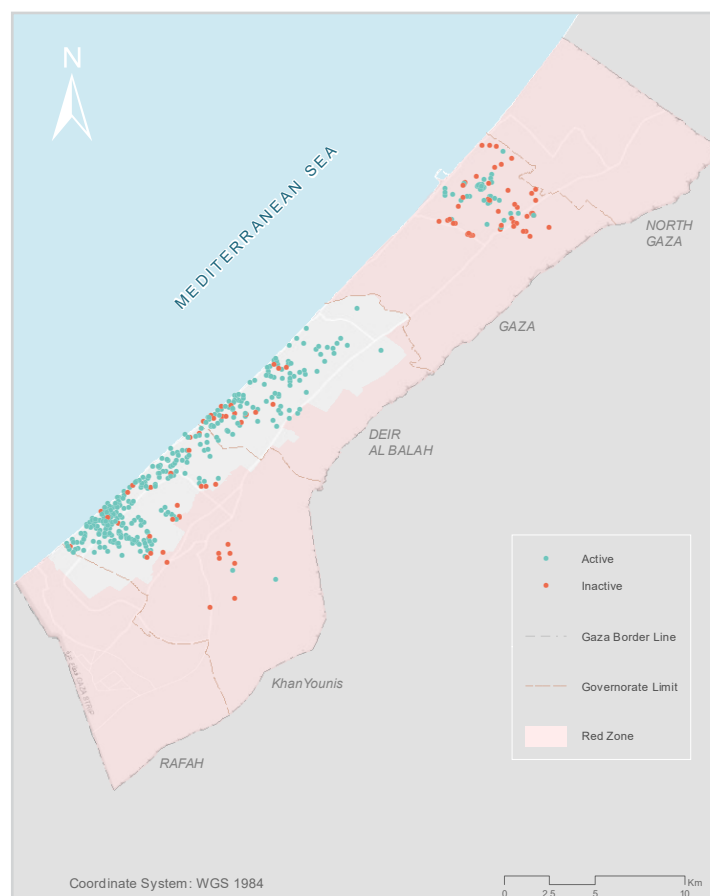 N
MEDITERRANEAN SEA
NORTH
GAZA
GAZA
DEIR
AL BALAH
KhanYounis
RAFAH
Active
Inactive
Gaza Border Line
Governorate Limit
Red Zone
Coordinate System: WGS 1984
Km
0 2.5 5 10